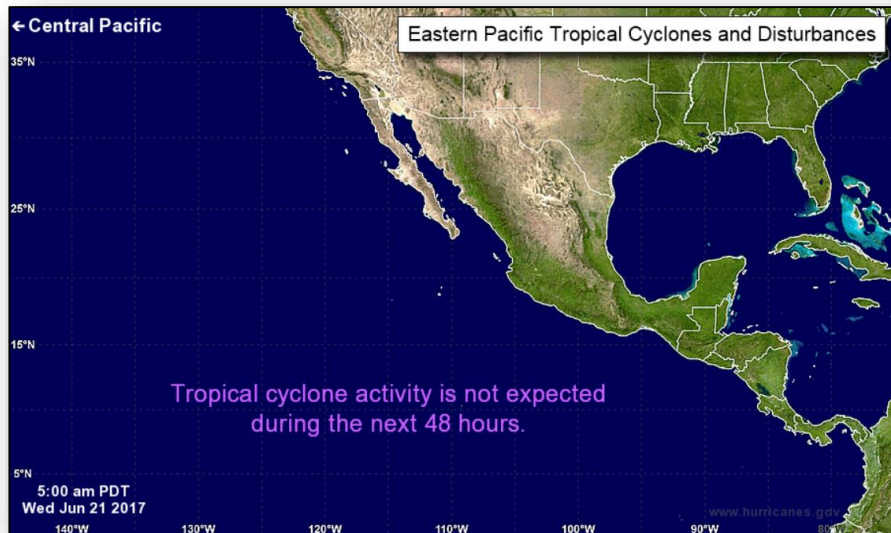 ← Central Pacific
Eastern Pacific Tropical Cyclones and Disturbances
35°N
25°N
15°N
Tropical cyclone activity is not expected
during the next 48 hours.
5°N
5:00 am PDT
Wed Jun 21 2017
www.hurricanes.gov
140°W 130°W 120°W 110°W 100°W 90°W 80°W